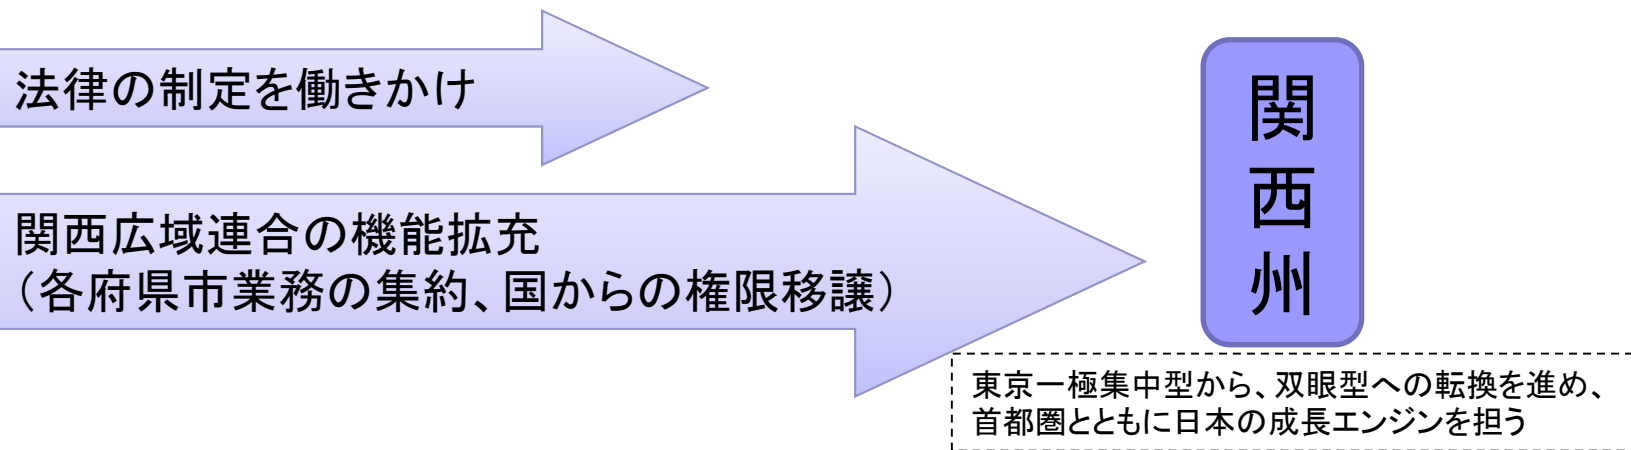 法律の制定を働きかけ
関西広域連合の機能拡充
（各府県市業務の集約、国からの権限移譲）
関西州
東京一極集中型から、双眼型への転換を進め、
首都圏とともに日本の成長エンジンを担う